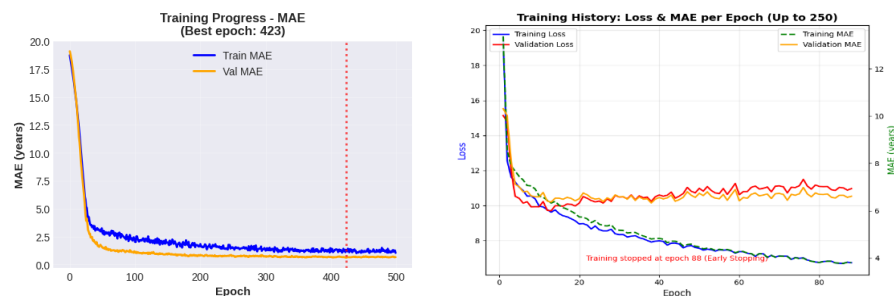 Training Progress - MAE
(Best epoch: 423)
20.0
17.5
15.0
12.5
10.0
7.5
5.0
2.5
0.0
MAE (years)
Train MAE
Val MAE
0
100
200
300
400
500
Epoch
Training History: Loss & MAE per Epoch (Up to 250)
20
18
16
14
12
10
8
Loss
Training Loss
Validation Loss
Training MAE
Validation MAE
12
10
8
6
4
MAE (years)
Training stopped at epoch 88 (Early Stopping)
0
20
40
60
80
Epoch